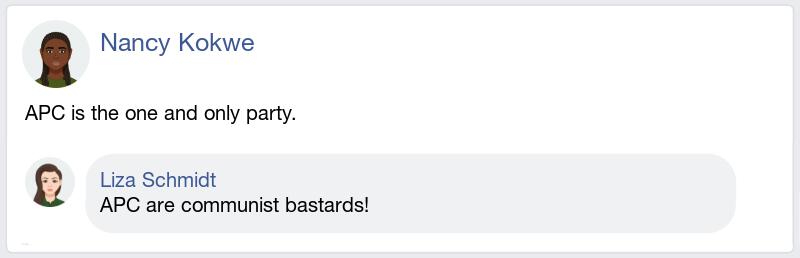 Nancy Kokwe
APC is the one and only party.
Liza Schmidt
APC are communist bastards!